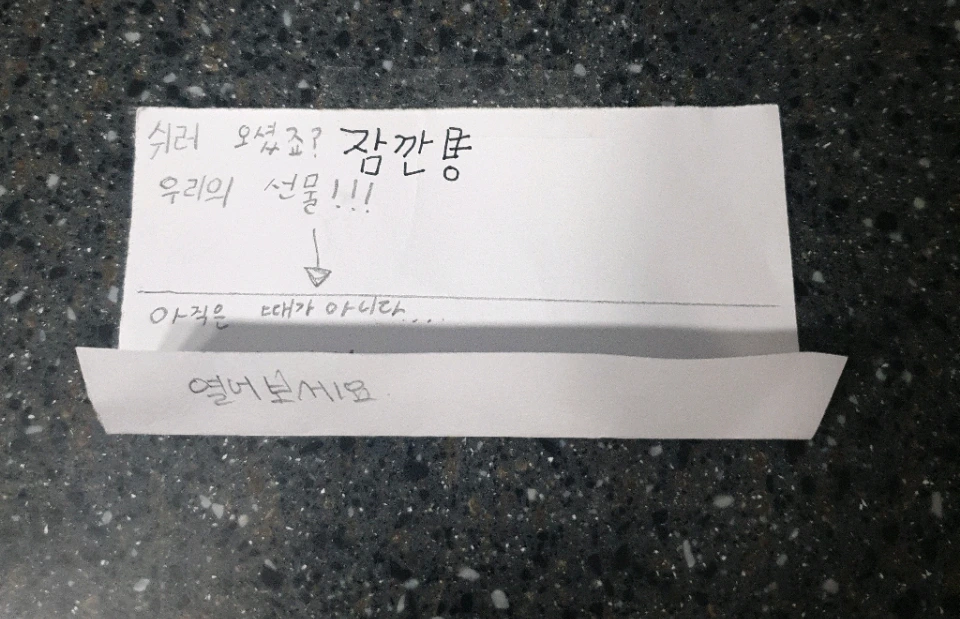 쉬러 오셨죠? 잠깐만
우리의 선물!!!
아직은 때가 아니다...
열어보세요